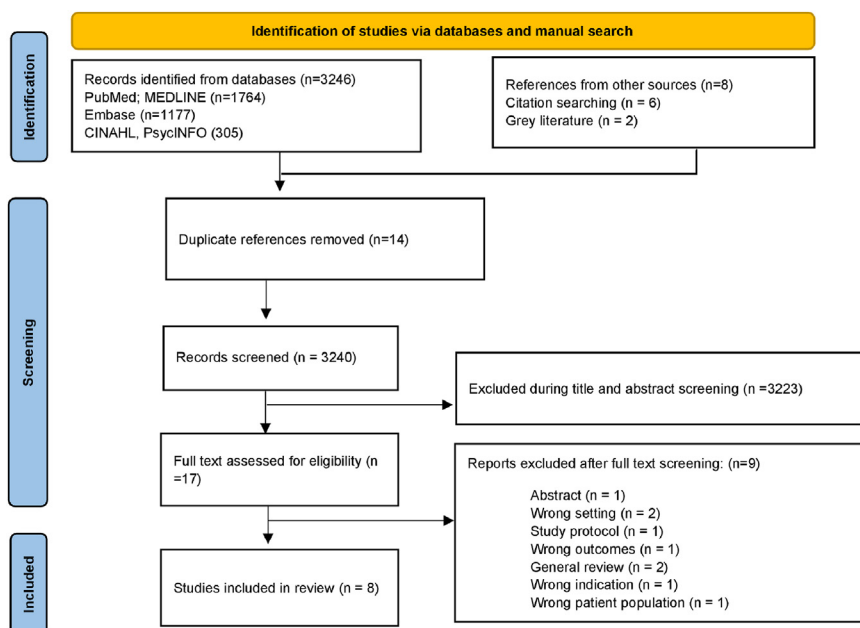 Identification of studies via databases and manual search
Identification
Records identified from databases (n=3246)
PubMed; MEDLINE (n=1764)
Embase (n=1177)
CINAHL, PsycINFO (305)
References from other sources (n=8)
Citation searching (n = 6)
Grey literature (n = 2)
Screening
Duplicate references removed (n=14)
Records screened (n = 3240)
Excluded during title and abstract screening (n =3223)
Full text assessed for eligibility (n
=17)
Reports excluded after full text screening: (n=9)
Abstract (n = 1)
Wrong setting (n = 2)
Study protocol (n = 1)
Wrong outcomes (n = 1)
General review (n = 2)
Wrong indication (n = 1)
Wrong patient population (n = 1)
Included
Studies included in review (n = 8)